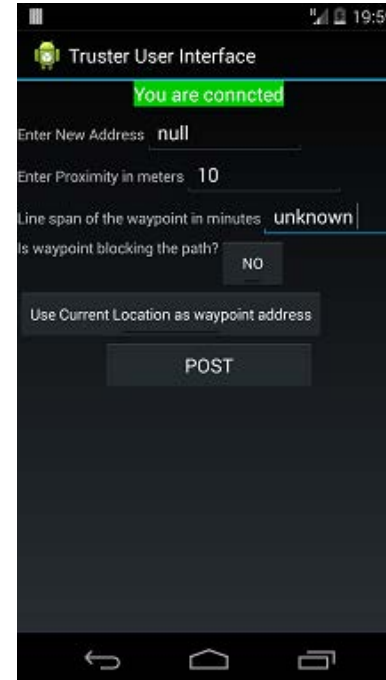 19:59
Truster User Interface
You are conncted
Enter New Address null
Enter Proximity in meters 10
Line span of the waypoint in minutes unknown
Is waypoint blocking the path? NO
Use Current Location as waypoint address
POST